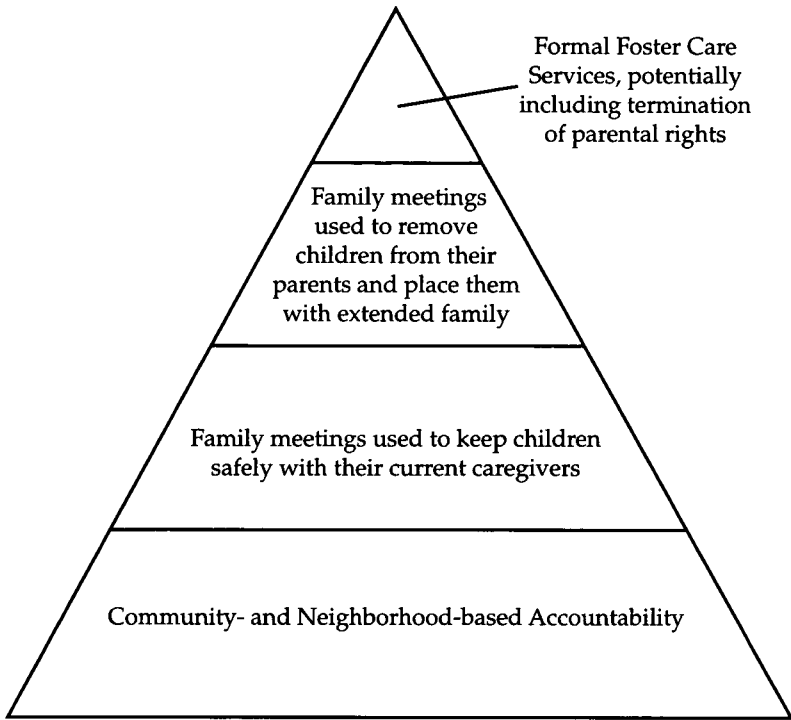 Formal Foster Care
Services, potentially
including termination
of parental rights
Family meetings
used to remove
children from their
parents and place them
with extended family
Family meetings used to keep children
safely with their current caregivers
Community- and Neighborhood-based Accountability